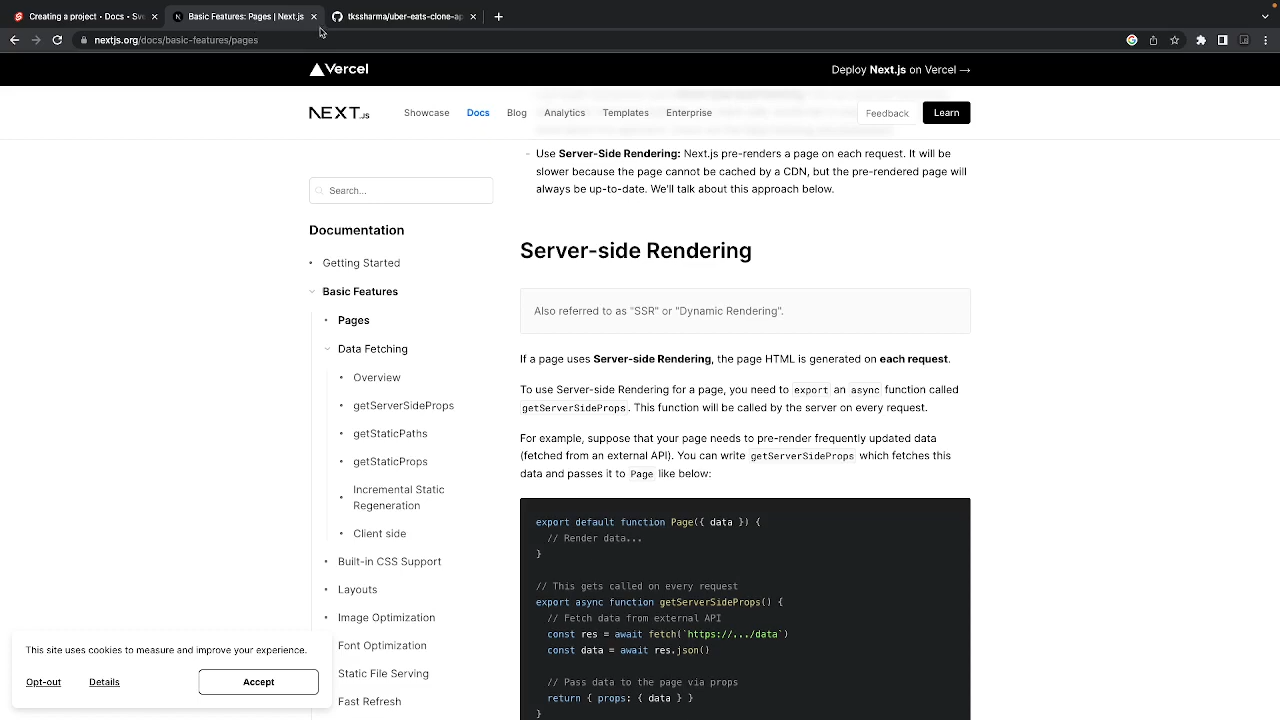 Creating a project • Docs • Sve
Basic Features: Pages | Next.js
tkssharma/uber-eats-clone-ap
nextjs.org/docs/basic-features/pages
Vercel
Deploy Next.js on Vercel →
NEXT.JS
Showcase
Docs
Blog
Analytics
Templates
Enterprise
Feedback
Learn
Search...
Documentation
Getting Started
Basic Features
Pages
Data Fetching
Overview
getServerSideProps
getStaticPaths
getStaticProps
Incremental Static
Regeneration
Client side
Built-in CSS Support
Layouts
Image Optimization
Font Optimization
Static File Serving
Fast Refresh
Use Server-Side Rendering: Next.js pre-renders a page on each request. It will be
slower because the page cannot be cached by a CDN, but the pre-rendered page will
always be up-to-date. We'll talk about this approach below.
Server-side Rendering
Also referred to as "SSR" or "Dynamic Rendering".
If a page uses Server-side Rendering, the page HTML is generated on each request.
To use Server-side Rendering for a page, you need to export an async function called
getServerSideProps. This function will be called by the server on every request.
For example, suppose that your page needs to pre-render frequently updated data
(fetched from an external API). You can write getServerSideProps which fetches this
data and passes it to Page like below:
export default function Page({ data }) {
// Render data...
}
// This gets called on every request
export async function getServerSideProps() {
// Fetch data from external API
const res = await fetch(`https://.../data`)
const data = await res.json()
// Pass data to the page via props
return { props: { data } }
}
This site uses cookies to measure and improve your experience.
Opt-out
Details
Accept